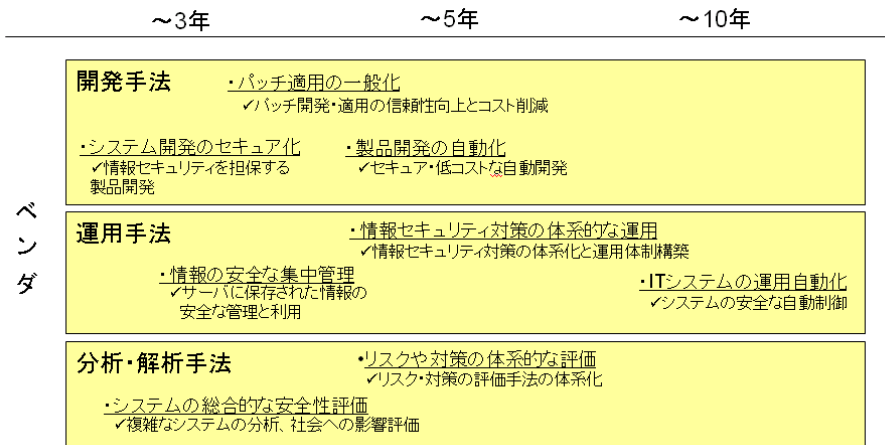 ～3年
～5年
～10年
ベンダ
開発手法
・パッチ適用の一般化
✓パッチ開発・適用の信頼性向上とコスト削減
・システム開発のセキュア化
✓情報セキュリティを担保する
製品開発
・製品開発の自動化
✓セキュア・低コストな自動開発
運用手法
・情報セキュリティ対策の体系的な運用
✓情報セキュリティ対策の体系化と運用体制構築
・情報の安全な集中管理
✓サーバに保存された情報の
安全な管理と利用
・ITシステムの運用自動化
✓システムの安全な自動制御
分析・解析手法
•リスクや対策の体系的な評価
✓リスク・対策の評価手法の体系化
・システムの総合的な安全性評価
✓複雑なシステムの分析、社会への影響評価